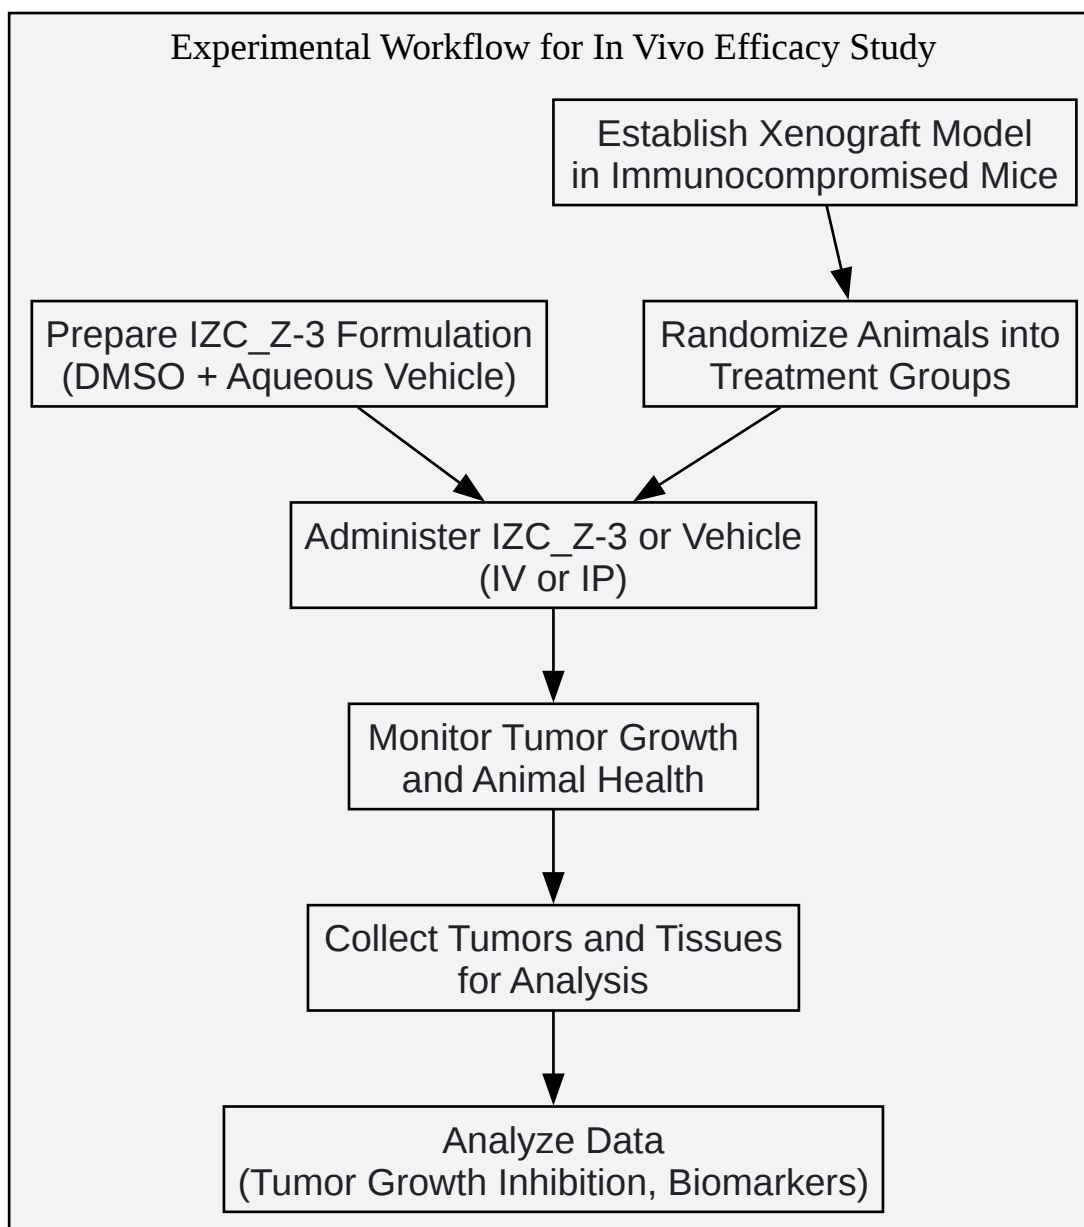 Experimental Workflow for In Vivo Efficacy Study
Establish Xenograft Model
in Immunocompromised Mice
Prepare IZC_Z-3 Formulation
(DMSO + Aqueous Vehicle)
Randomize Animals into
Treatment Groups
Administer IZC_Z-3 or Vehicle
(IV or IP)
Monitor Tumor Growth
and Animal Health
Collect Tumors and Tissues
for Analysis
Analyze Data
(Tumor Growth Inhibition, Biomarkers)